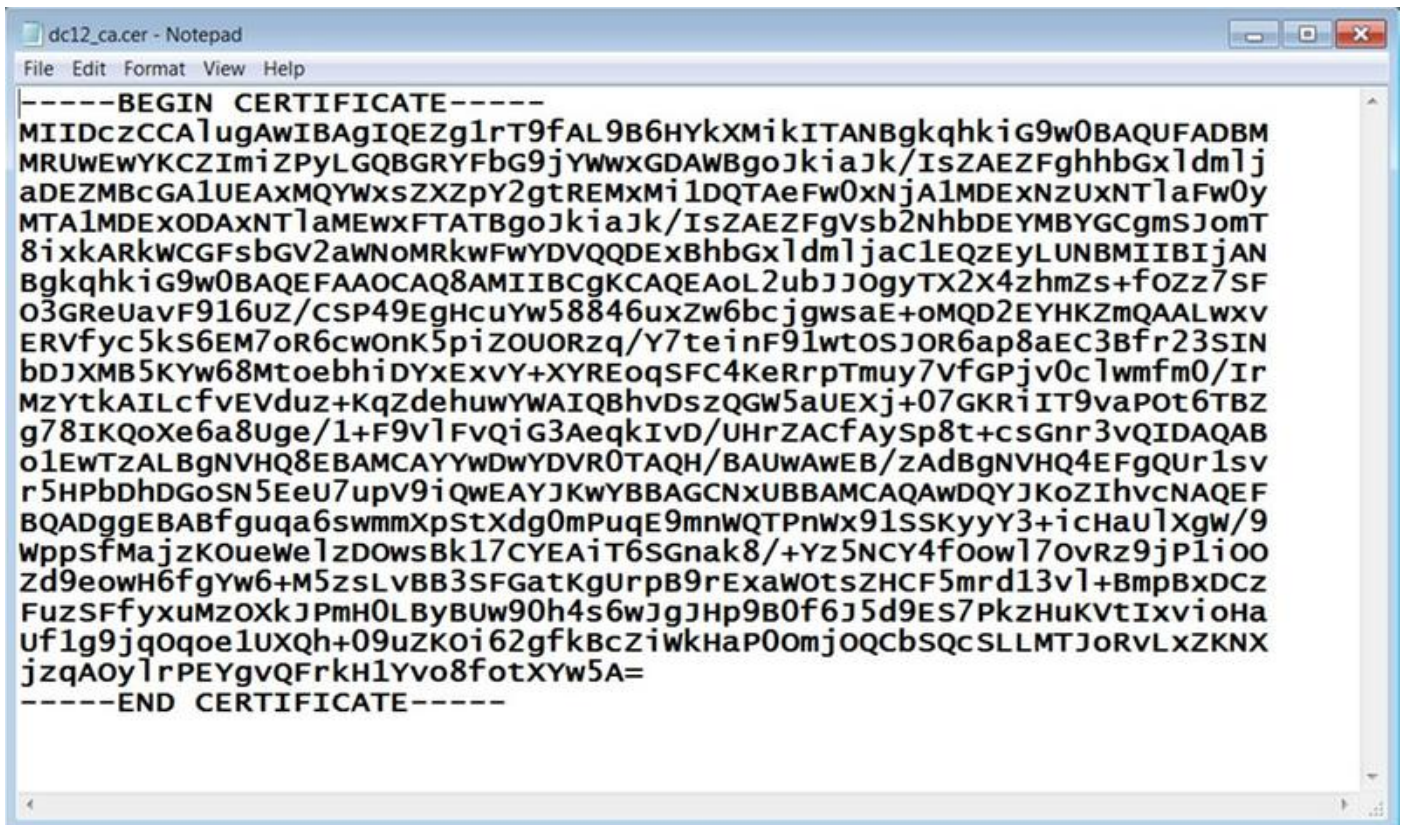 dc12_ca.cer - Notepad
File Edit Format View Help
-----BEGIN CERTIFICATE-----
MIIDczCCAlugAwIBAgIQEZg1rT9fAL9B6HYkXMikITANBgkqhkiG9w0BAQUFADBM
MRUwEwYKCZImiZPyLGQBGRYFbG9jYWwxGDAWBgoJkiaJk/IsZAEZFghhbGxldmlj
aDEZMBcGA1UEAxMQYWxsZXZpY2gtREMxMi1DQTAeFw0xNjA1MDExNzUxNTlaFw0y
MTA1MDExODAxNTlaMEwxFTATBgoJkiaJk/IsZAEZFgVsb2NhbDEYMBYGCgmSJomT
8ixkARkWCGFsbGV2aWNoMRkwFwYDVQQDExBhbGxldmljaC1EQzEyLUNBMIIBIjAN
BgkqhkiG9w0BAQEFAAOCAQ8AMIIBCgKCAQEAoL2ubJJOgyTX2X4zhmZs+fOZz7SF
O3GReUavF916UZ/CSP49EgHcuYw58846uxZw6bcjgwsaE+oMQD2EYHKZmQAALwxv
ERVfyc5kS6EM7oR6cwOnK5piZOUORzq/Y7teinF91wtOSJOR6ap8aEC3Bfr23SIN
bDJXMB5KYw68MtoebhiDYxExvY+XYREoqSFC4KeRrpTmuy7VfGPjv0clwmfm0/Ir
MzYtkAILcfvEVduz+KqZdehuwYWAIQBhvDszQGW5aUEXj+07GKRiIT9vaPOt6TBZ
g78IKQoXe6a8Uge/1+F9VlFvQiG3AeqkIvD/UHrZACfAySp8t+csGnr3vQIDAQAB
o1EwTzALBgNVHQ8EBAMCAYYwDwYDVR0TAQH/BAUwAwEB/zAdBgNVHQ4EFgQUr1sv
r5HPbDhDGoSN5EeU7upV9iQwEAYJKwYBBAGCNxUBBAMCAQAwDQYJKoZIhvcNAQEF
BQADggEBABfguqa6swmmXpStXdg0mPuqE9mnWQTPnWx91SSKyyY3+icHaUlXgW/9
WppSfMajzKOueWelzDOwsBk17CYEAiT6SGnak8/+Yz5NCY4fOowl7OvRz9jP1iOO
Zd9eowH6fgYw6+M5zsLvBB3SFGatKgUrpB9rExaWOtsZHCF5mrd13vl+BmpBxDCz
FuzSFfyxuMzOXkJPmH0LByBUw90h4s6wJgJHp9B0f6J5d9ES7PkzHuKVtIxvioHa
Uf1g9jqOqoe1UXQh+09uZKOi62gfkBcZiWkHaP0OmjOQCbSQcSLLMTJoRvLxZKNX
jzqAOylrPEYgvQFrkH1Yvo8fotXYw5A=
-----END CERTIFICATE-----